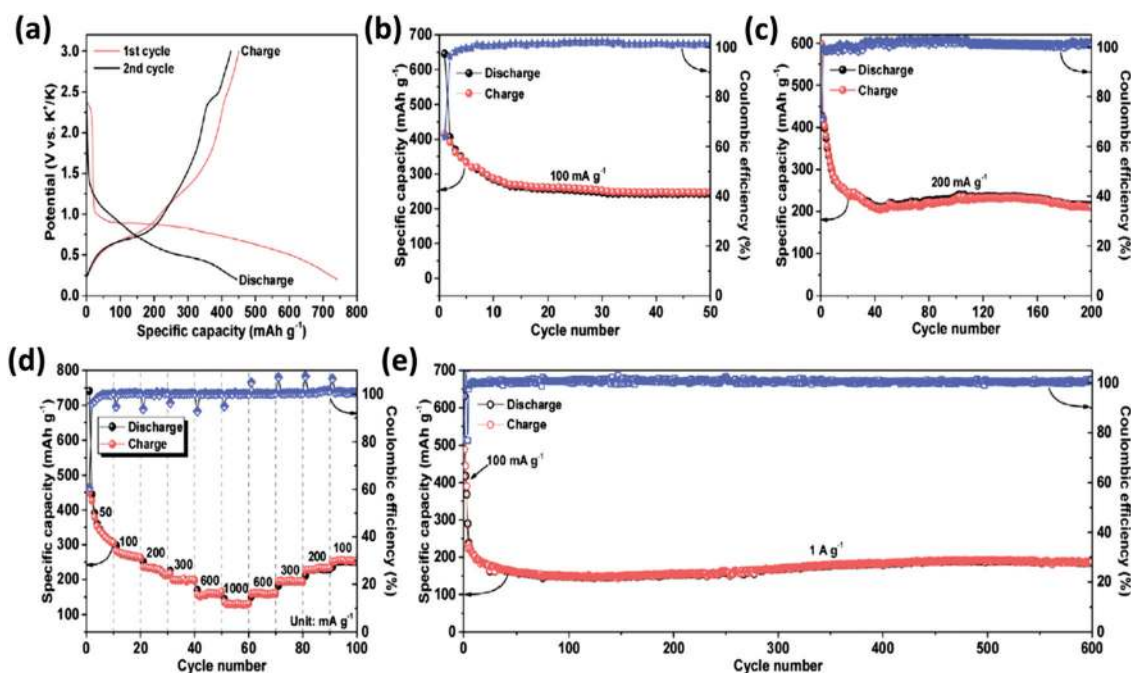 (a)
1st cycle
2nd cycle
Charge
Discharge
3.0
2.5
2.0
1.5
1.0
0.5
0.0
Potential (V vs. K⁺/K)
0 100 200 300 400 500 600 700 800
Specific capacity (mAh g⁻¹)
(b)
Discharge
Charge
100 mA g⁻¹
700
600
500
400
300
200
100
0
Specific capacity (mAh g⁻¹)
100
80
60
40
20
0
Coulombic efficiency (%)
0 10 20 30 40 50
Cycle number
(c)
Discharge
Charge
200 mA g⁻¹
600
500
400
300
200
100
0
Specific capacity (mAh g⁻¹)
100
80
60
40
20
0
Coulombic efficiency (%)
0 40 80 120 160 200
Cycle number
(d)
Discharge
Charge
50
100
200
300
600
1000
600
300
200
100
Unit: mA g⁻¹
800
700
600
500
400
300
200
100
Specific capacity (mAh g⁻¹)
100
80
60
40
20
0
Coulombic efficiency (%)
0 20 40 60 80 100
Cycle number
(e)
Discharge
Charge
100 mA g⁻¹
1 A g⁻¹
700
600
500
400
300
200
100
0
Specific capacity (mAh g⁻¹)
100
80
60
40
20
0
Coulombic efficiency (%)
0 100 200 300 400 500 600
Cycle number